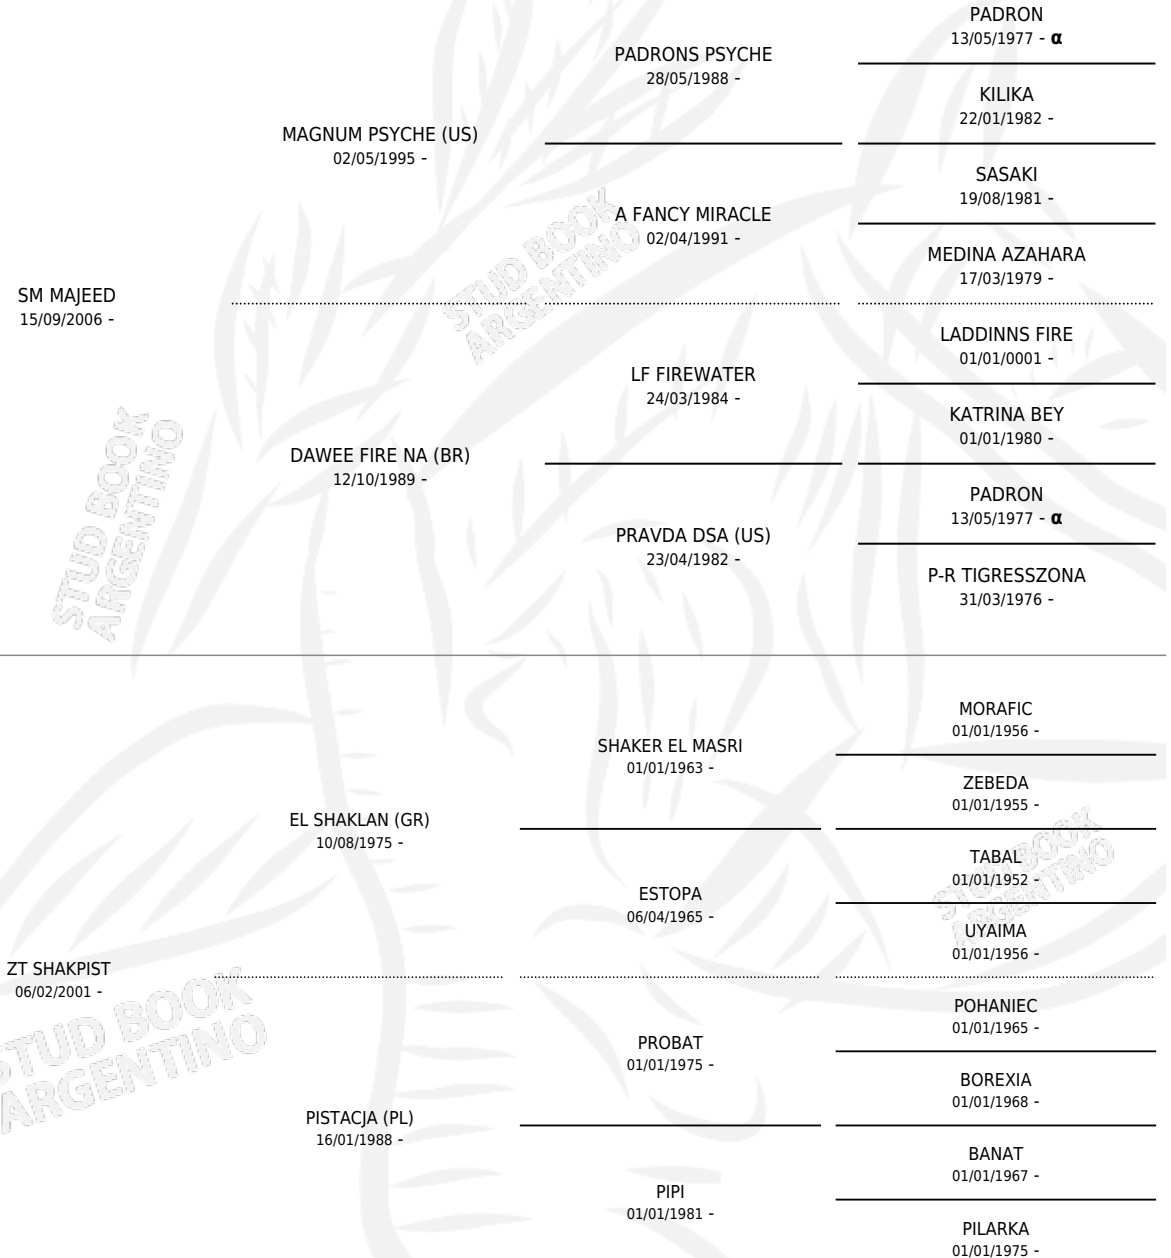 PADRON
13/05/1977 - α
PADRONS PSYCHE
28/05/1988 -
KILIKA
22/01/1982 -
MAGNUM PSYCHE (US)
02/05/1995 -
SASAKI
19/08/1981 -
A FANCY MIRACLE
02/04/1991 -
MEDINA AZAHARA
17/03/1979 -
SM MAJEED
15/09/2006 -
LADDINNS FIRE
01/01/0001 -
LF FIREWATER
24/03/1984 -
KATRINA BEY
01/01/1980 -
DAWEE FIRE NA (BR)
12/10/1989 -
PADRON
13/05/1977 - α
PRAVDA DSA (US)
23/04/1982 -
P-R TIGRESSZONA
31/03/1976 -
MORAFIC
01/01/1956 -
SHAKER EL MASRI
01/01/1963 -
ZEBEDA
01/01/1955 -
EL SHAKLAN (GR)
10/08/1975 -
TABAL
01/01/1952 -
ESTOPA
06/04/1965 -
UYAIMA
01/01/1956 -
ZT SHAKPIST
06/02/2001 -
POHANIEC
01/01/1965 -
PROBAT
01/01/1975 -
BOREXIA
01/01/1968 -
PISTACJA (PL)
16/01/1988 -
BANAT
01/01/1967 -
PIPI
01/01/1981 -
PILARKA
01/01/1975 -
STUD BOOK
ARGENTINO
STUD BOOK
ARGENTINO
STUD BOOK
ARGENTINO
STUD BOOK
ARGENTINO